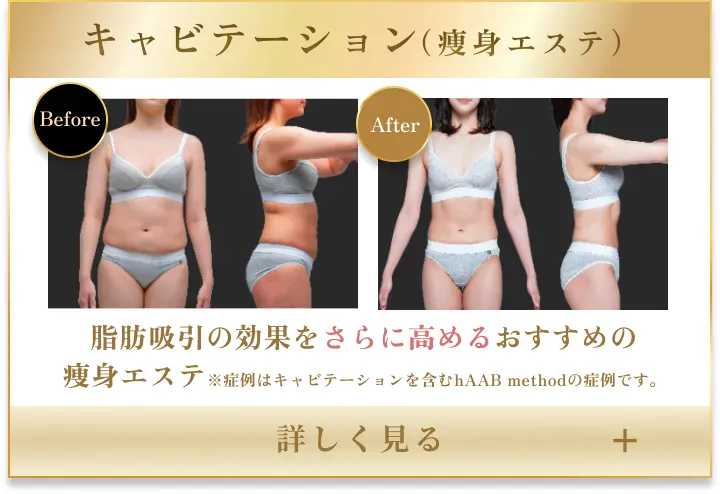 キャビテーション(痩身エステ)
Before
After
脂肪吸引の効果をさらに高めるおすすめの
痩身エステ※症例はキャビテーションを含むhAAB methodの症例です。
詳しく見る +